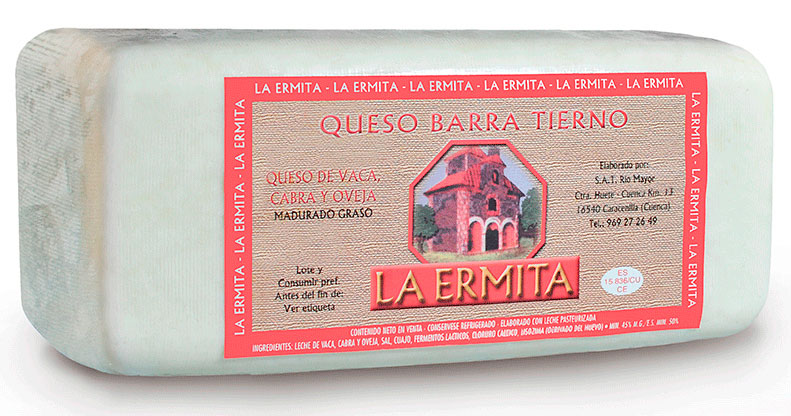 LA ERMITA - LA ERMITA - LA ERMITA - LA ERMITA - LA ERMITA - LA ERMITA
LA ERMITA - LA ERMITA - LA ERMITA
QUESO BARRA TIERNO
QUESO DE VACA,
CABRA Y OVEJA
MADURADO GRASO
Lote y
Consumir pref.
Antes del fin de:
Ver etiqueta
LA ERMITA
Elaborado por:
S.A.T. Río Mayor
Ctra. Huete - Cuenca Km. 3.3
16540 Caracenilla (Cuenca)
Tel.: 969 27 26 49
ES
15.836/CU
CE
LA ERMITA - LA ERMITA - LA ERMITA
CONTENIDO NETO EN VENTA - CONSERVESE REFRIGERADO - ELABORADO CON LECHE PASTEURIZADA
INGREDIENTES: LECHE DE VACA, CABRA Y OVEJA, SAL, CUAJO, FERMENTOS LACTICOS, CLORURO CALCICO, LISOZIMA (DERIVADO DEL HUEVO) • MIN. 45% M.G./E.S. MIN. 50%